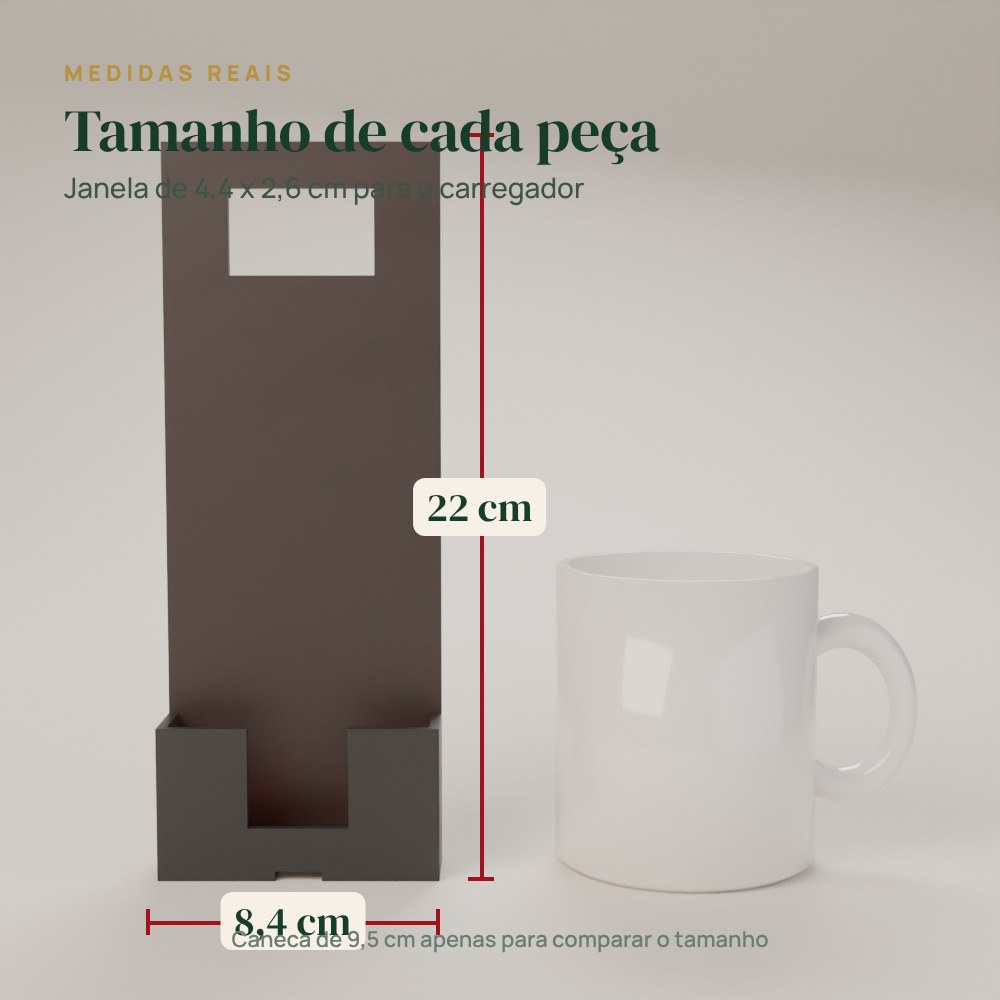 MEDIDAS REAIS
Tamanho de cada peça
Janela de 4,4 x 2,6 cm para o carregador
22 cm
8,4 cm
Caneca de 9,5 cm apenas para comparar o tamanho